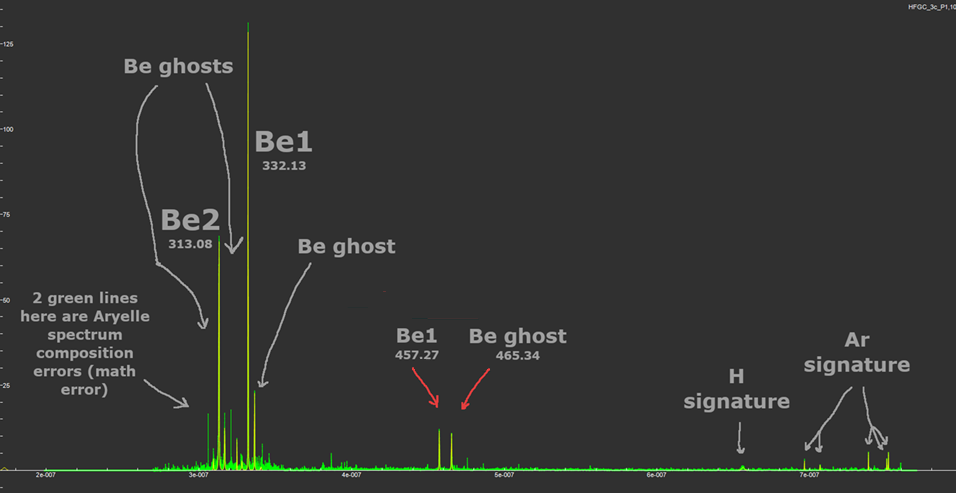 HFGC_3c_P1,10
125
Be ghosts
100
Be1
332.13
75
Be2
313.08
Be ghost
50
2 green lines
here are Aryelle
spectrum
composition
errors (math
error)
Be1
457.27
Be ghost
465.34
Ar
signature
H
signature
25
2e-007
3e-007
4e-007
5e-007
6e-007
7e-007